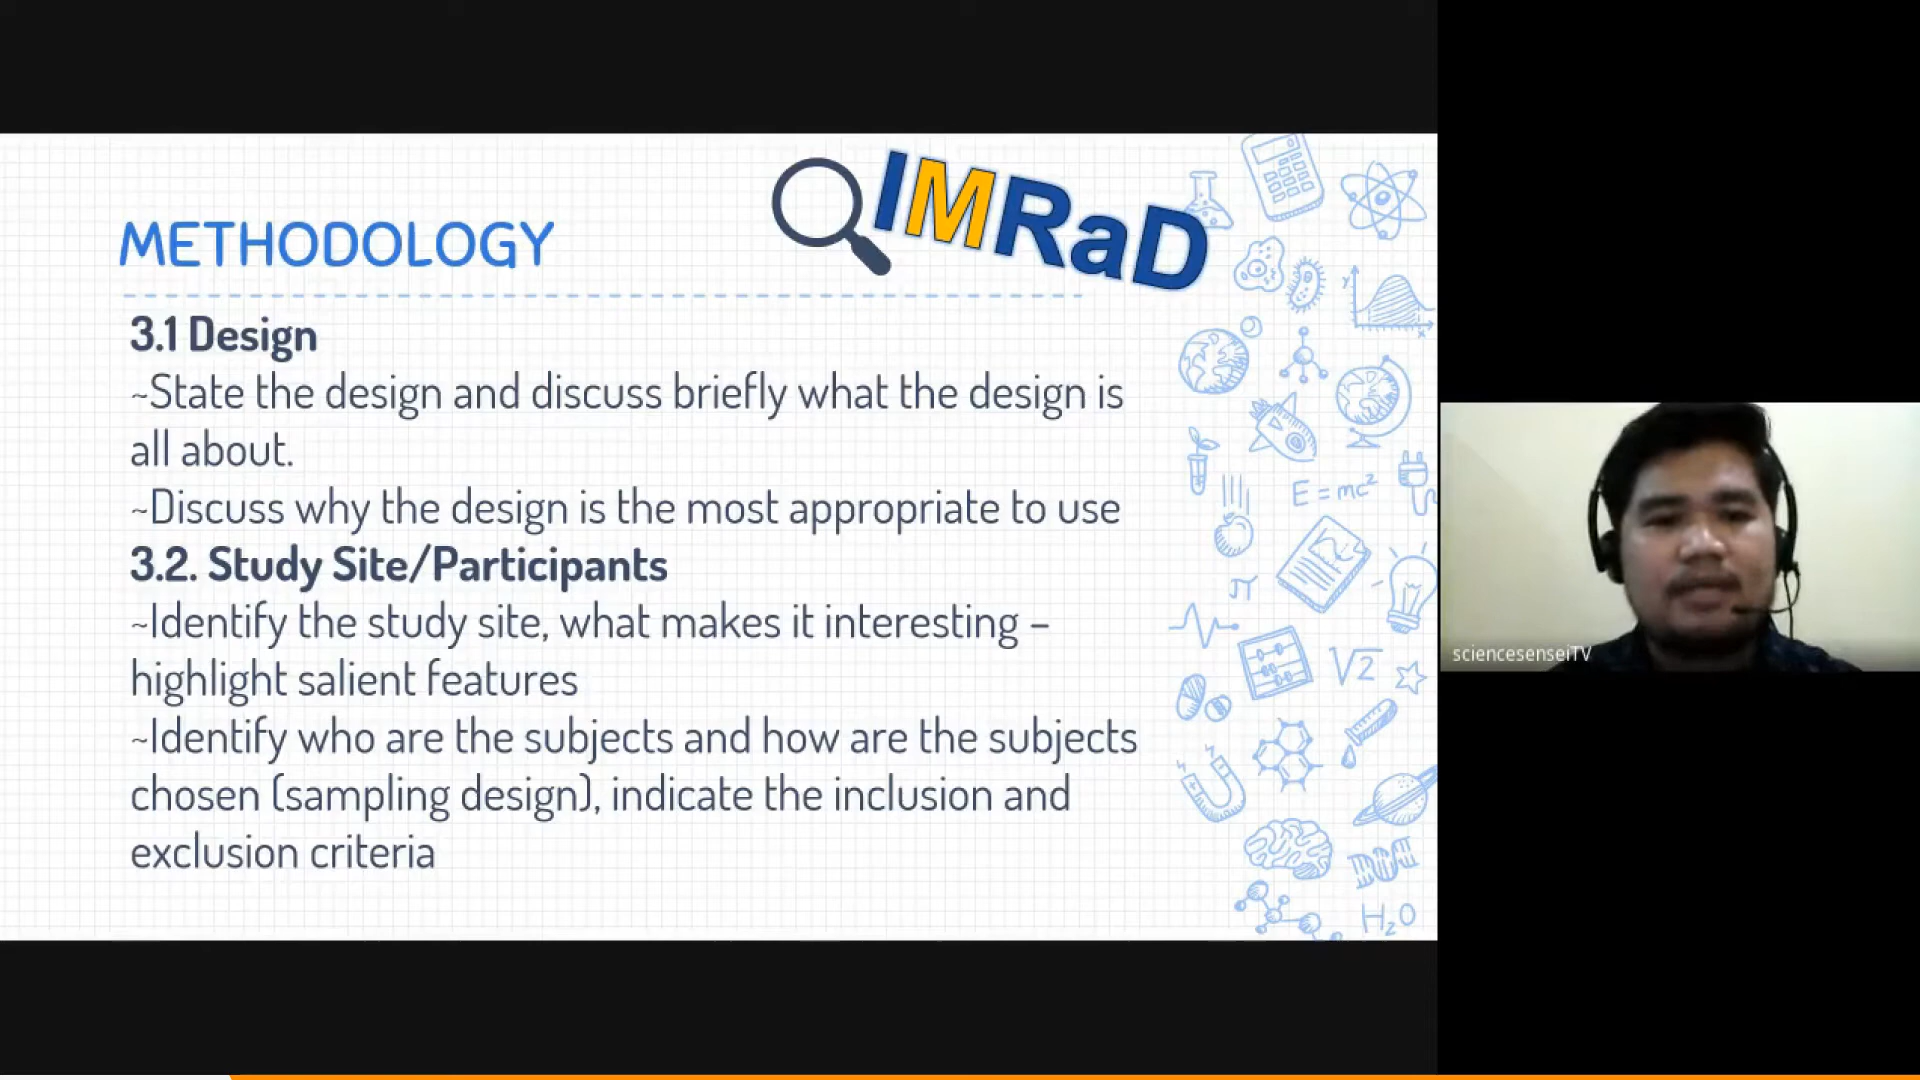 IMRaD
METHODOLOGY
3.1 Design
~State the design and discuss briefly what the design is
all about.
~Discuss why the design is the most appropriate to use
3.2. Study Site/Participants
~Identify the study site, what makes it interesting –
highlight salient features
~Identify who are the subjects and how are the subjects
chosen (sampling design), indicate the inclusion and
exclusion criteria
y
x
E=mc²
π
√2
H₂O
sciencesenseiTV